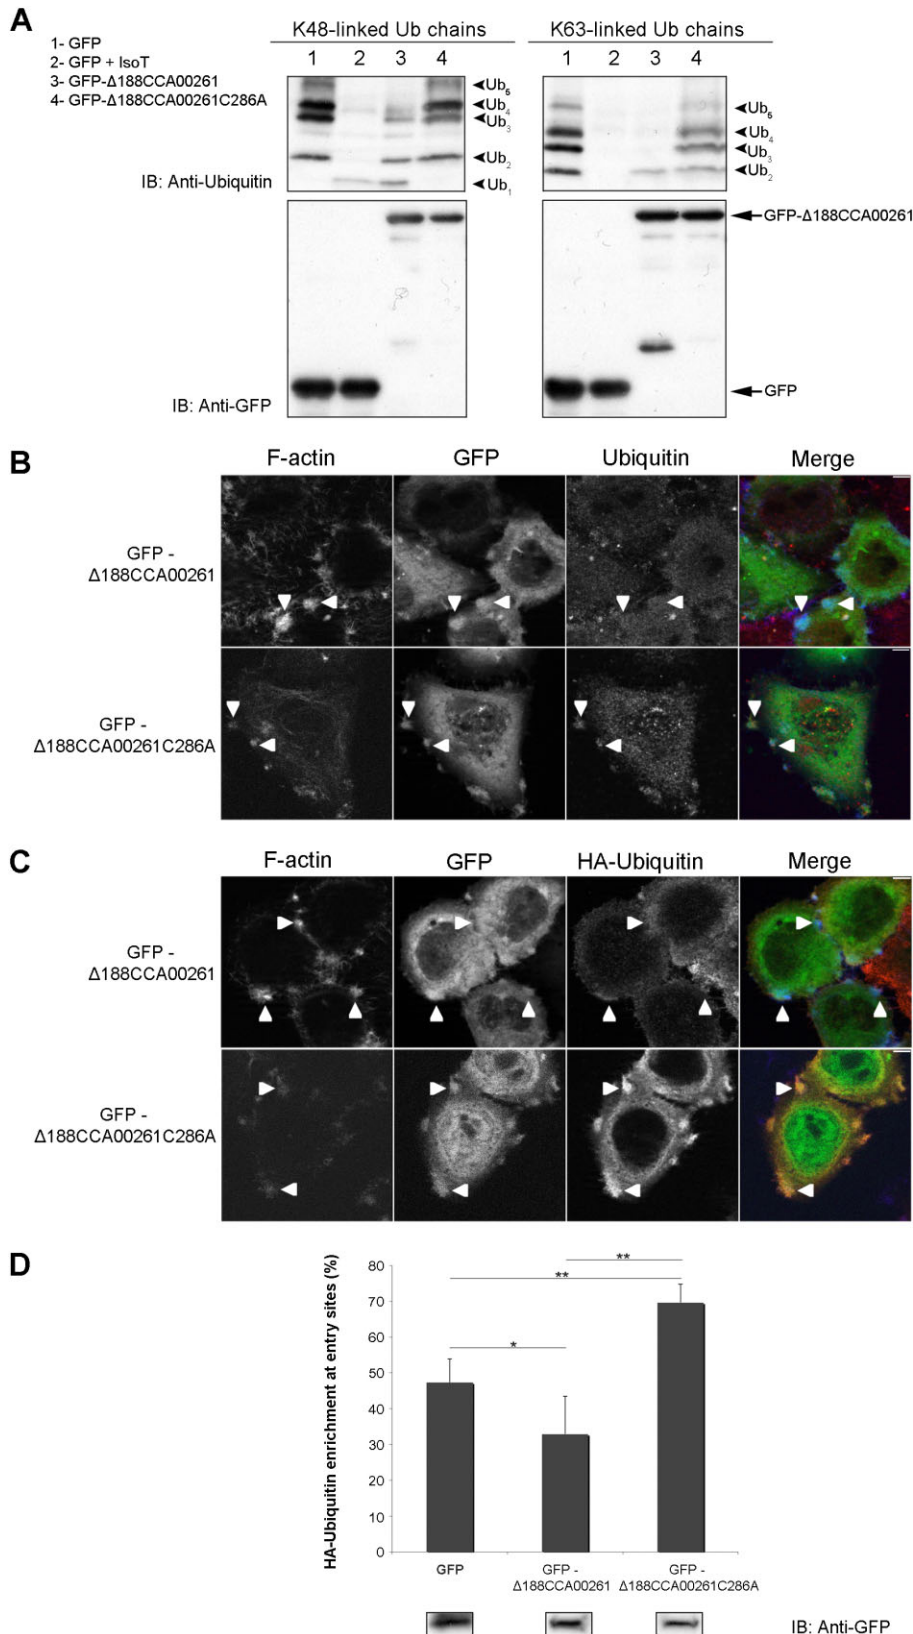 A
K48-linked Ub chains K63-linked Ub chains
1- GFP
2- GFP + IsoT
3- GFP-Δ188CCA00261
4- GFP-Δ188CCA00261C286A
1 2 3 4 1 2 3 4
Ub5
Ub4
Ub3
Ub2
Ub1
Ub5
Ub4
Ub3
Ub2
IB: Anti-Ubiquitin
GFP-Δ188CCA00261
GFP
IB: Anti-GFP
B
F-actin GFP Ubiquitin Merge
GFP -
Δ188CCA00261
GFP -
Δ188CCA00261C286A
C
F-actin GFP HA-Ubiquitin Merge
GFP -
Δ188CCA00261
GFP -
Δ188CCA00261C286A
D
HA-Ubiquitin enrichment at entry sites (%)
80
70
60
50
40
30
20
10
0
**
**
*
GFP GFP - GFP -
Δ188CCA00261 Δ188CCA00261C286A
IB: Anti-GFP